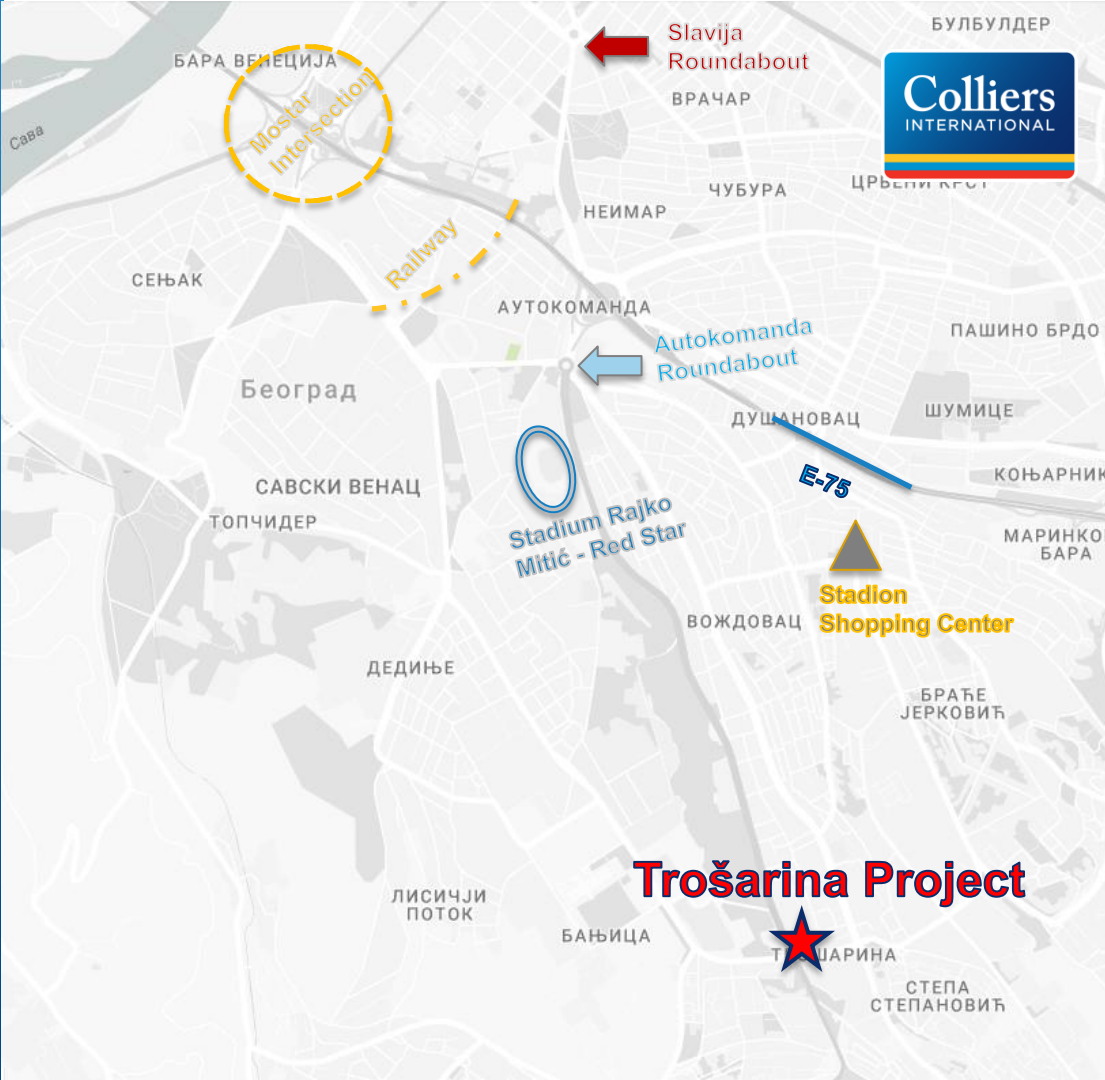 БУЛБУЛДЕР
Slavija
Roundabout
БАРА ВЕНЕЦИЈА
Colliers
INTERNATIONAL
ВРАЧАР
Mostar
Intersection
Сава
ЧУБУРА
ЦРВЕНИ КРСТ
НЕИМАР
Railway
СЕЊАК
АУТОКОМАНДА
Autokomanda
Roundabout
ПАШИНО БРДО
Београд
ДУШАНОВАЦ
ШУМИЦЕ
E-75
КОЊАРНИК
САВСКИ ВЕНАЦ
ТОПЧИДЕР
Stadium Rajko
Mitić - Red Star
МАРИНКО
БАРА
Stadion
Shopping Center
ВОЖДОВАЦ
ДЕДИЊЕ
БРАЋЕ
ЈЕРКОВИЋ
Trošarina Project
ЛИСИЧЈИ
ПОТОК
БАЊИЦА
ТРОШАРИНА
СТЕПА
СТЕПАНОВИЋ